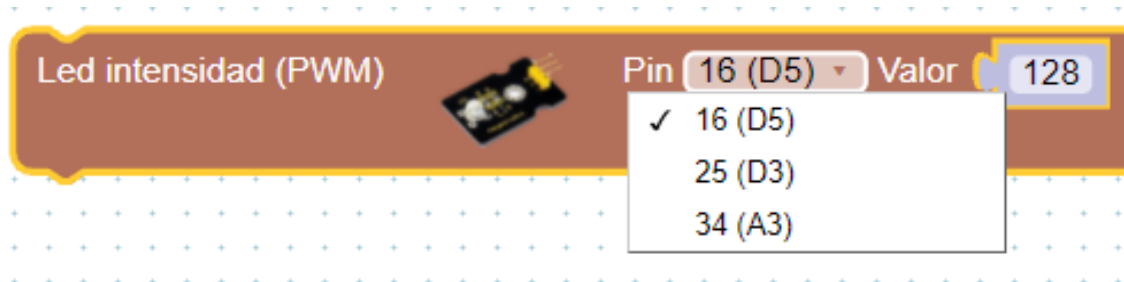 Led intensidad (PWM) Pin 16 (D5) Valor 128
✓ 16 (D5)
25 (D3)
34 (A3)